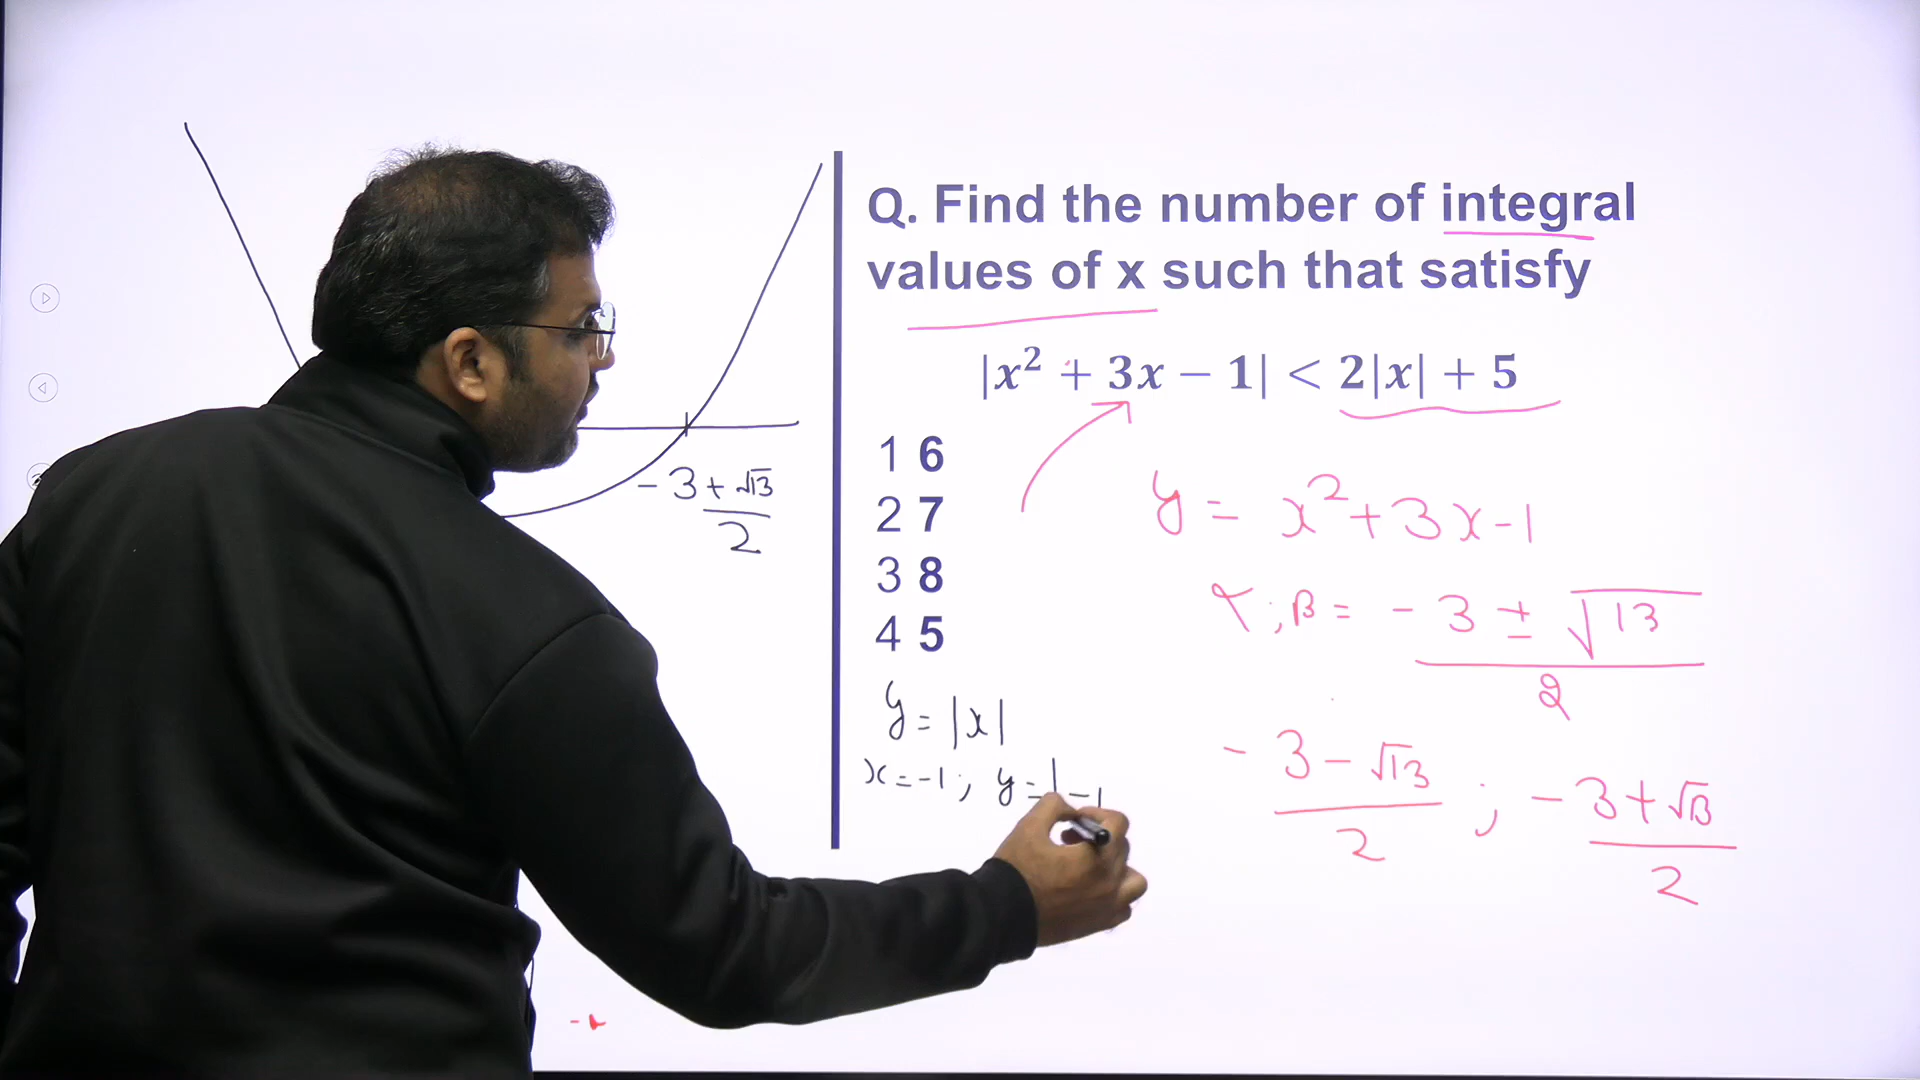 Q. Find the number of integral
values of x such that satisfy
|x² + 3x − 1| < 2|x| + 5
1 6
2 7
3 8
4 5
y = |x|
x = -1 ; y = |-1
y = x² + 3x - 1
α ; β = -3 ± √13 / 2
-3 - √13 / 2 ; -3 + √13 / 2
-3 + √13 / 2